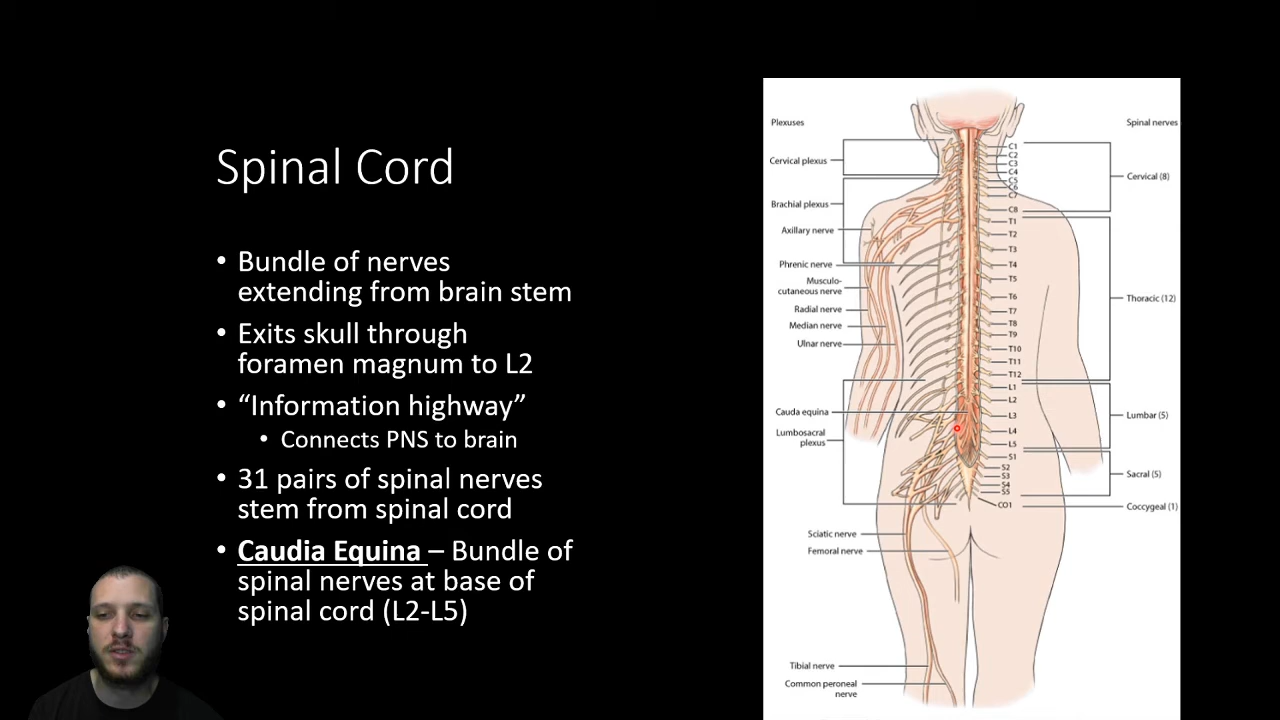 Spinal Cord
• Bundle of nerves
extending from brain stem
• Exits skull through
foramen magnum to L2
• “Information highway”
• Connects PNS to brain
• 31 pairs of spinal nerves
stem from spinal cord
• Caudia Equina – Bundle of
spinal nerves at base of
spinal cord (L2-L5)
Plexuses
Cervical plexus
Brachial plexus
Axillary nerve
Phrenic nerve
Musculo-
cutaneous nerve
Radial nerve
Median nerve
Ulnar nerve
Cauda equina
Lumbosacral
plexus
Sciatic nerve
Femoral nerve
Tibial nerve
Common peroneal
nerve
C1
C2
C3
C4
C5
C6
C7
C8
T1
T2
T3
T4
T5
T6
T7
T8
T9
T10
T11
T12
L1
L2
L3
L4
L5
S1
S2
S3
S4
S5
CO1
Spinal nerves
Cervical (8)
Thoracic (12)
Lumbar (5)
Sacral (5)
Coccygeal (1)